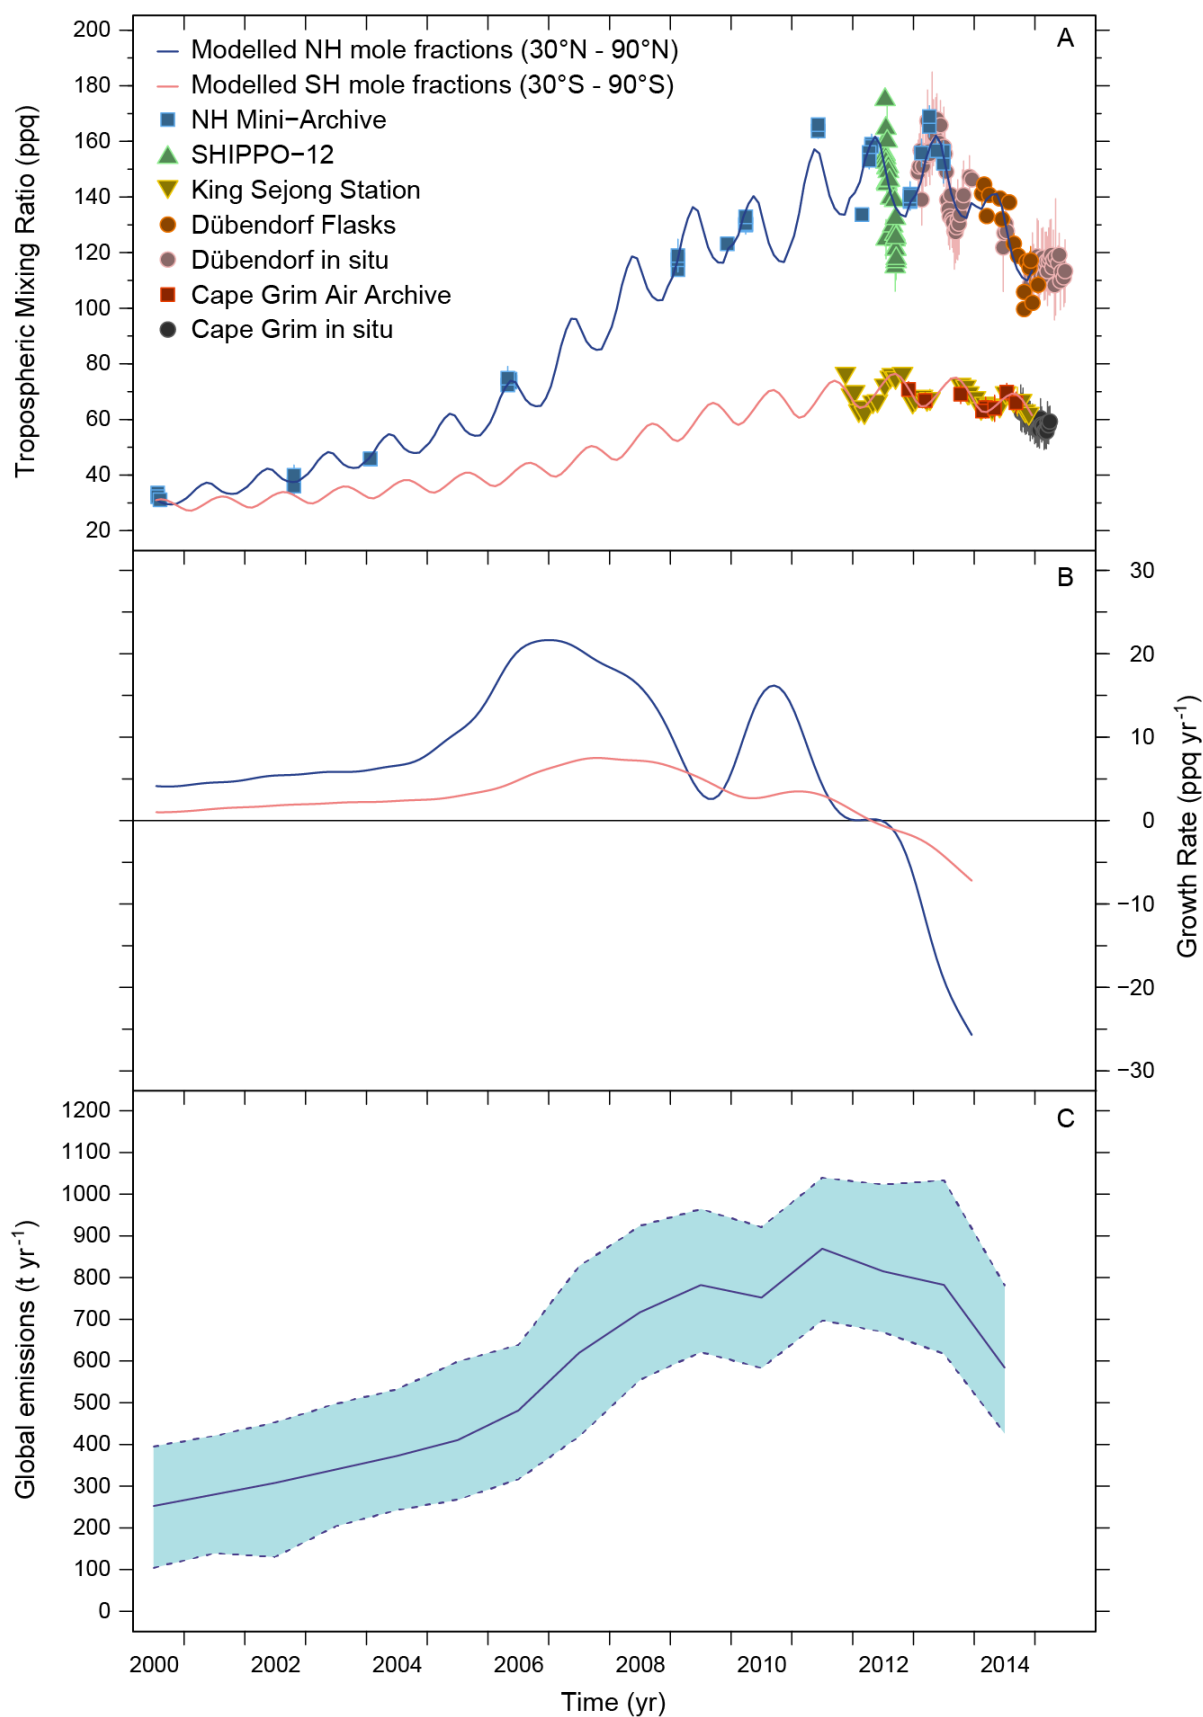 A
Modelled NH mole fractions (30°N - 90°N)
Modelled SH mole fractions (30°S - 90°S)
NH Mini−Archive
SHIPPO−12
King Sejong Station
Dübendorf Flasks
Dübendorf in situ
Cape Grim Air Archive
Cape Grim in situ
Tropospheric Mixing Ratio (ppq)
200
180
160
140
120
100
80
60
40
20
B
30
20
10
0
−10
−20
−30
Growth Rate (ppq yr⁻¹)
C
Global emissions (t yr⁻¹)
1200
1100
1000
900
800
700
600
500
400
300
200
100
0
2000 2002 2004 2006 2008 2010 2012 2014
Time (yr)